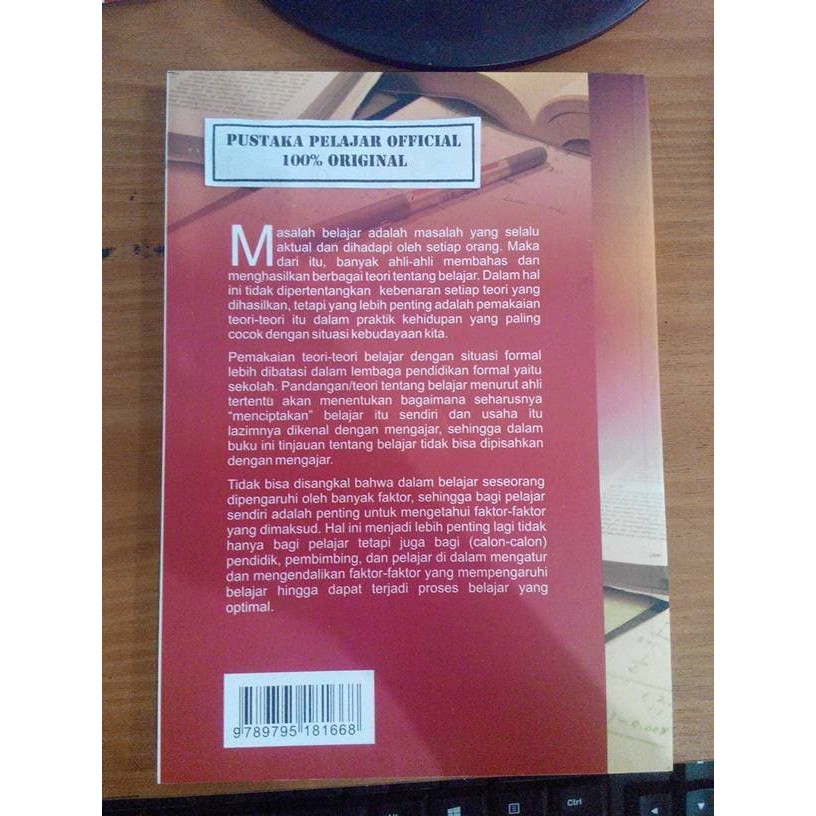 PUSTAKA PELAJAR OFFICIAL
100% ORIGINAL
Masalah belajar adalah masalah yang selalu
aktual dan dihadapi oleh setiap orang. Maka
dari itu, banyak ahli-ahli membahas dan
menghasilkan berbagai teori tentang belajar. Dalam hal
ini tidak dipertentangkan kebenaran setiap teori yang
dihasilkan, tetapi yang lebih penting adalah pemakaian
teori-teori itu dalam praktik kehidupan yang paling
cocok dengan situasi kebudayaan kita.
Pemakaian teori-teori belajar dengan situasi formal
lebih dibatasi dalam lembaga pendidikan formal yaitu
sekolah. Pandangan/teori tentang belajar menurut ahli
tertentu akan menentukan bagaimana seharusnya
“menciptakan” belajar itu sendiri dan usaha itu
lazimnya dikenal dengan mengajar, sehingga dalam
buku ini tinjauan tentang belajar tidak bisa dipisahkan
dengan mengajar.
Tidak bisa disangkal bahwa dalam belajar seseorang
dipengaruhi oleh banyak faktor, sehingga bagi pelajar
sendiri adalah penting untuk mengetahui faktor-faktor
yang dimaksud. Hal ini menjadi lebih penting lagi tidak
hanya bagi pelajar tetapi juga bagi (calon-calon)
pendidik, pembimbing, dan pelajar di dalam mengatur
dan mengendalikan faktor-faktor yang mempengaruhi
belajar hingga dapat terjadi proses belajar yang
optimal.
9 789795 181668
Ctrl